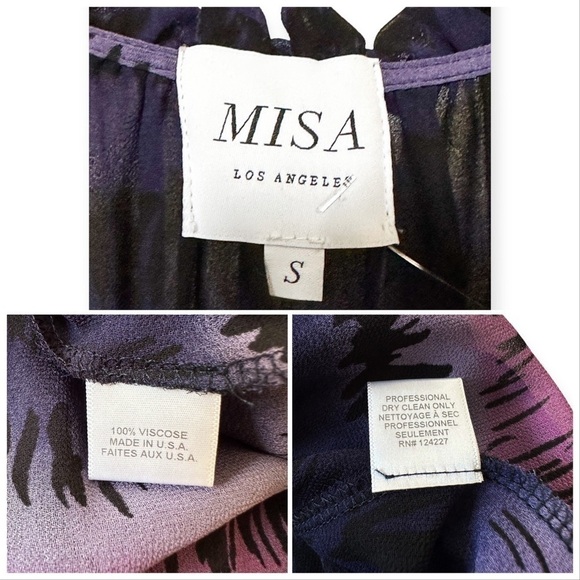 MISA
LOS ANGELES
S
100% VISCOSE
MADE IN U.S.A.
FAITES AUX U.S.A.
PROFESSIONAL
DRY CLEAN ONLY
NETTOYAGE À SEC
PROFESSIONNEL
SEULEMENT
RN# 124227